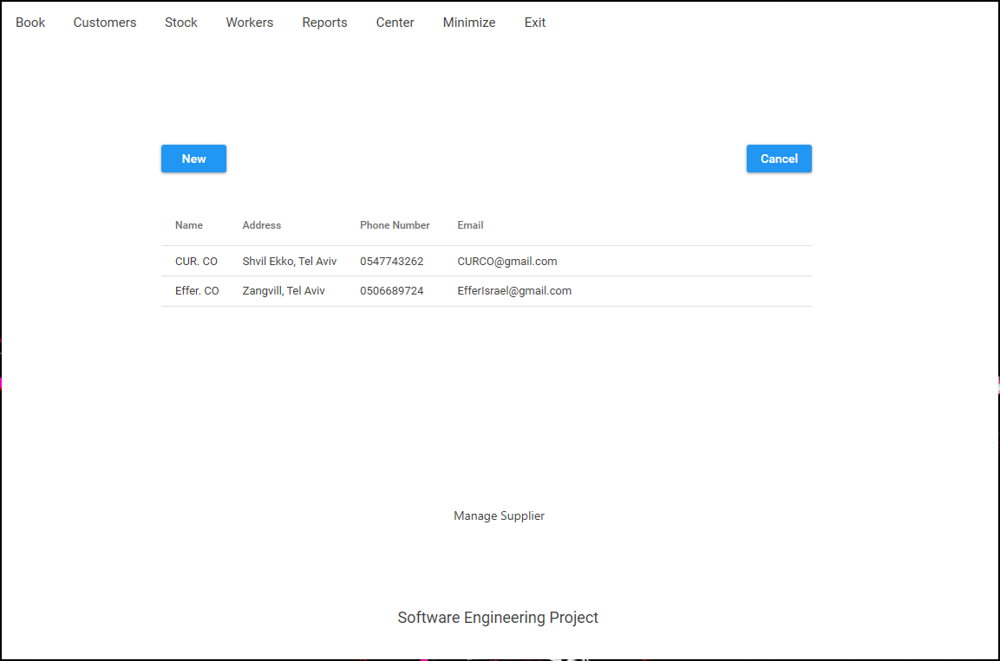 Book Customers Stock Workers Reports Center Minimize Exit
New Cancel
Name Address Phone Number Email
CUR. CO Shvil Ekko, Tel Aviv 0547743262 CURCO@gmail.com
Effer. CO Zangvill, Tel Aviv 0506689724 EfferIsrael@gmail.com
Manage Supplier
Software Engineering Project